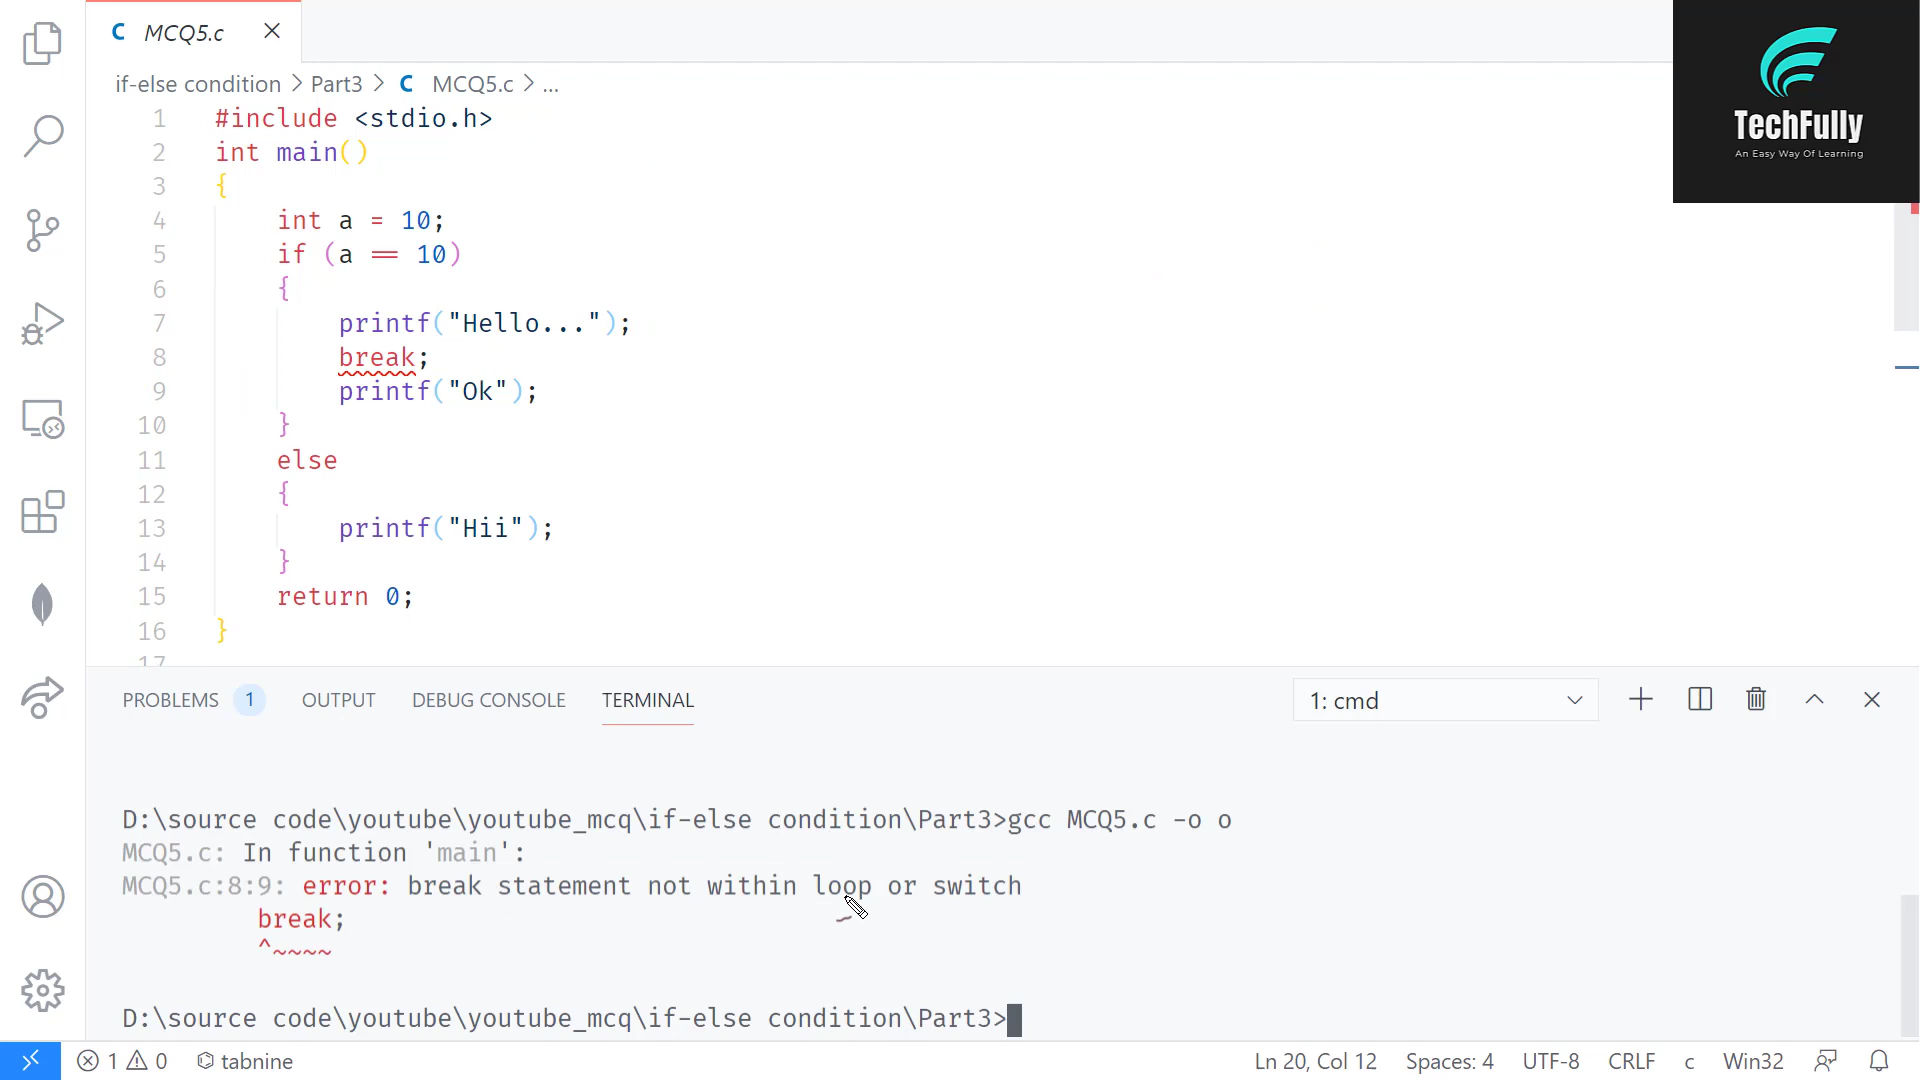 MCQ5.c
if-else condition > Part3 > C MCQ5.c > ...
TechFully
An Easy Way Of Learning
1 #include <stdio.h>
2 int main()
3 {
4 int a = 10;
5 if (a == 10)
6 {
7 printf("Hello...");
8 break;
9 printf("Ok");
10 }
11 else
12 {
13 printf("Hii");
14 }
15 return 0;
16 }
17
PROBLEMS 1 OUTPUT DEBUG CONSOLE TERMINAL 1: cmd
D:\source code\youtube\youtube_mcq\if-else condition\Part3>gcc MCQ5.c -o o
MCQ5.c: In function 'main':
MCQ5.c:8:9: error: break statement not within loop or switch
break;
^~~~~
D:\source code\youtube\youtube_mcq\if-else condition\Part3>
1 0 tabnine Ln 20, Col 12 Spaces: 4 UTF-8 CRLF c Win32